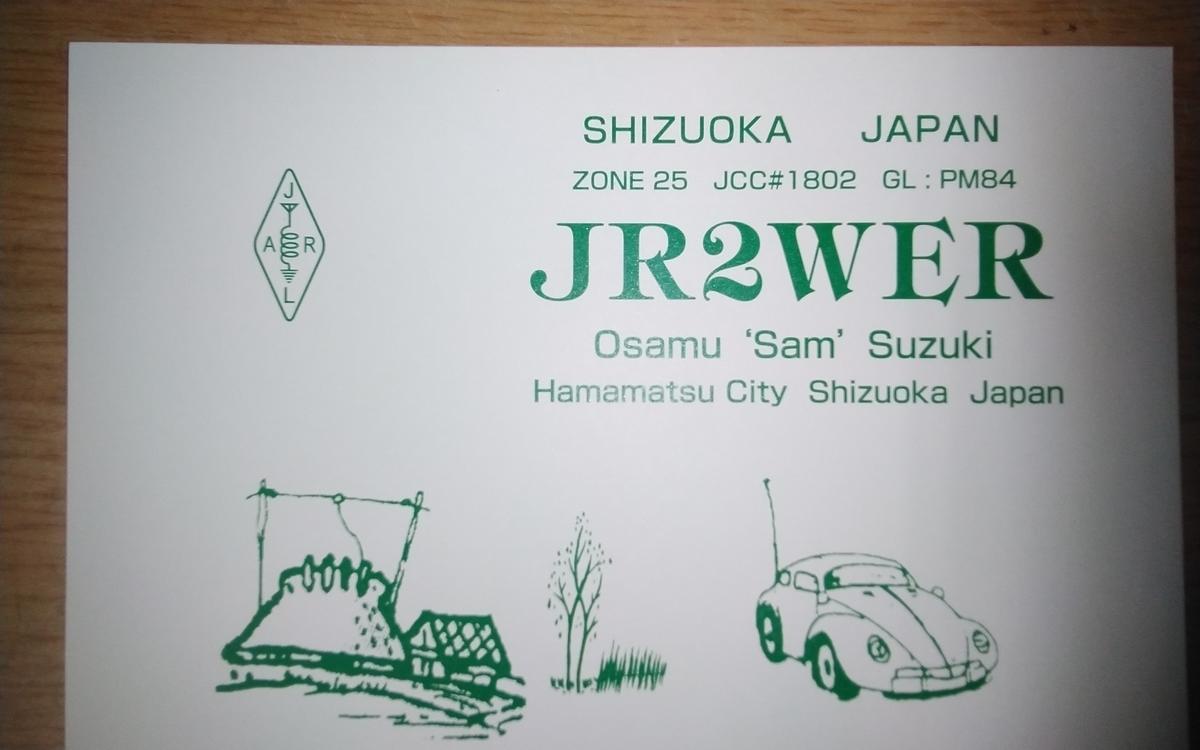 SHIZUOKA JAPAN
ZONE 25 JCC#1802 GL : PM84
J
A R
L
JR2WER
Osamu ‘Sam’ Suzuki
Hamamatsu City Shizuoka Japan